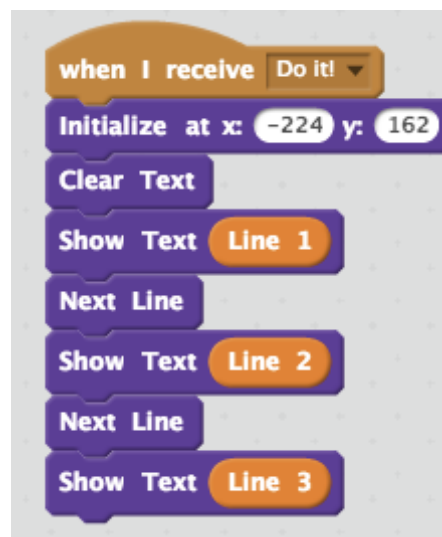 when I receive Do it!
Initialize at x: -224 y: 162
Clear Text
Show Text Line 1
Next Line
Show Text Line 2
Next Line
Show Text Line 3